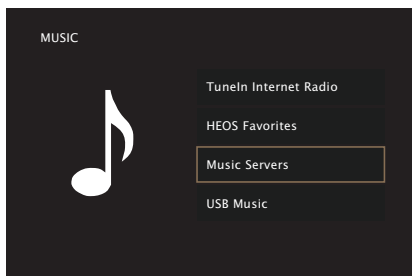 MUSIC
TuneIn Internet Radio
HEOS Favorites
Music Servers
USB Music